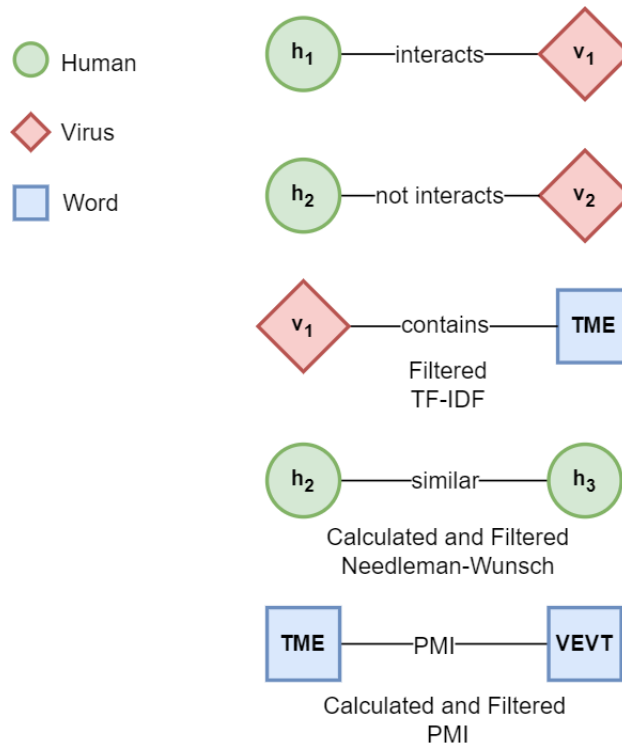 Human
Virus
Word
h1 interacts v1
h2 not interacts v2
v1 contains TME
Filtered
TF-IDF
h2 similar h3
Calculated and Filtered
Needleman-Wunsch
TME PMI VEVT
Calculated and Filtered
PMI